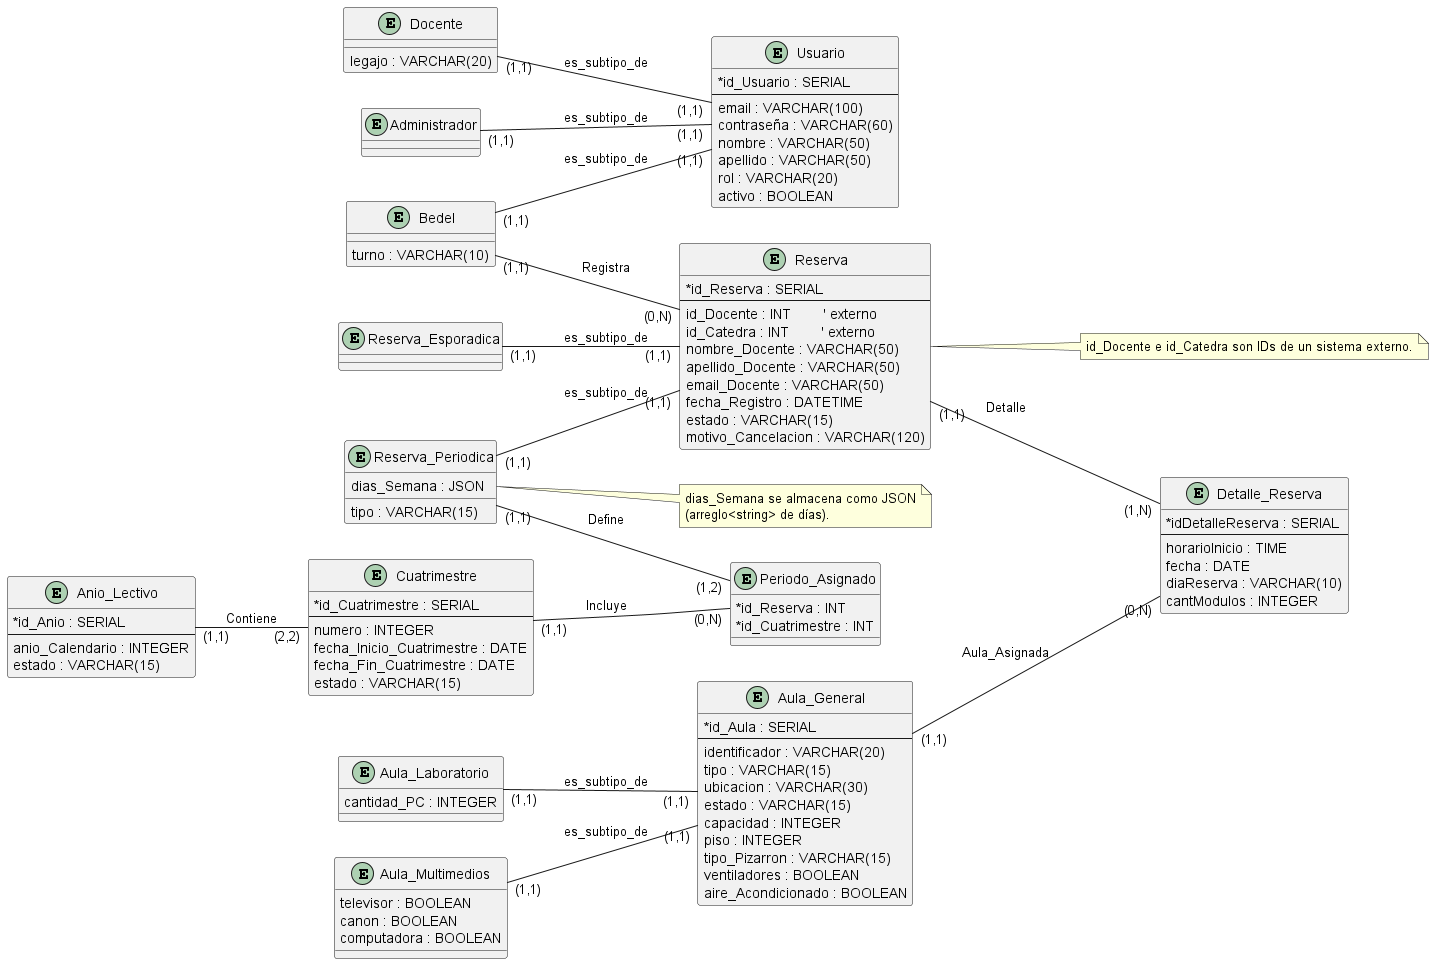 E Docente
legajo : VARCHAR(20)
(1,1)
es_subtipo_de
(1,1)
E Usuario
*id_Usuario : SERIAL
email : VARCHAR(100)
contraseña : VARCHAR(60)
nombre : VARCHAR(50)
apellido : VARCHAR(50)
rol : VARCHAR(20)
activo : BOOLEAN
E Administrador
(1,1)
es_subtipo_de
(1,1)
E Bedel
turno : VARCHAR(10)
(1,1)
es_subtipo_de
(1,1)
(1,1)
Registra
(0,N)
E Reserva
*id_Reserva : SERIAL
id_Docente : INT ' externo
id_Catedra : INT ' externo
nombre_Docente : VARCHAR(50)
apellido_Docente : VARCHAR(50)
email_Docente : VARCHAR(50)
fecha_Registro : DATETIME
estado : VARCHAR(15)
motivo_Cancelacion : VARCHAR(120)
id_Docente e id_Catedra son IDs de un sistema externo.
E Reserva_Esporadica
(1,1)
es_subtipo_de
(1,1)
E Reserva_Periodica
dias_Semana : JSON
tipo : VARCHAR(15)
(1,1)
es_subtipo_de
(1,1)
dias_Semana se almacena como JSON
(arreglo<string> de días).
(1,1)
Define
(1,2)
(1,1)
Detalle
(1,N)
E Detalle_Reserva
*idDetalleReserva : SERIAL
horarioInicio : TIME
fecha : DATE
diaReserva : VARCHAR(10)
cantModulos : INTEGER
E Anio_Lectivo
*id_Anio : SERIAL
anio_Calendario : INTEGER
estado : VARCHAR(15)
(1,1)
Contiene
(2,2)
E Cuatrimestre
*id_Cuatrimestre : SERIAL
numero : INTEGER
fecha_Inicio_Cuatrimestre : DATE
fecha_Fin_Cuatrimestre : DATE
estado : VARCHAR(15)
(1,1)
Incluye
(0,N)
E Periodo_Asignado
*id_Reserva : INT
*id_Cuatrimestre : INT
E Aula_General
*id_Aula : SERIAL
identificador : VARCHAR(20)
tipo : VARCHAR(15)
ubicacion : VARCHAR(30)
estado : VARCHAR(15)
capacidad : INTEGER
piso : INTEGER
tipo_Pizarron : VARCHAR(15)
ventiladores : BOOLEAN
aire_Acondicionado : BOOLEAN
(1,1)
Aula_Asignada
(0,N)
E Aula_Laboratorio
cantidad_PC : INTEGER
(1,1)
es_subtipo_de
(1,1)
E Aula_Multimedios
televisor : BOOLEAN
canon : BOOLEAN
computadora : BOOLEAN
(1,1)
es_subtipo_de
(1,1)